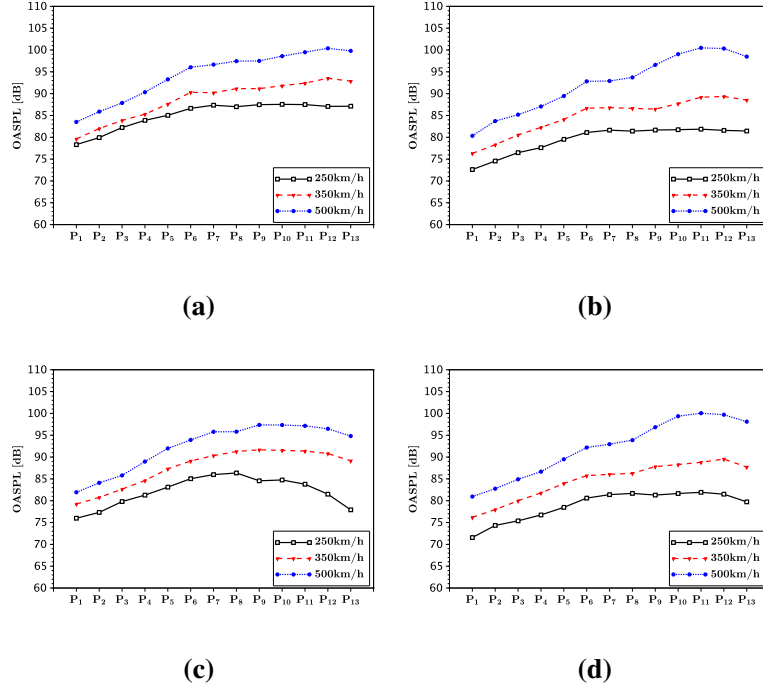 110
105
100
95
90
85
80
75
70
65
60
OASPL [dB]
250km/h
350km/h
500km/h
P₁ P₂ P₃ P₄ P₅ P₆ P₇ P₈ P₉ P₁₀ P₁₁ P₁₂ P₁₃
(a)
110
105
100
95
90
85
80
75
70
65
60
OASPL [dB]
250km/h
350km/h
500km/h
P₁ P₂ P₃ P₄ P₅ P₆ P₇ P₈ P₉ P₁₀ P₁₁ P₁₂ P₁₃
(b)
110
105
100
95
90
85
80
75
70
65
60
OASPL [dB]
250km/h
350km/h
500km/h
P₁ P₂ P₃ P₄ P₅ P₆ P₇ P₈ P₉ P₁₀ P₁₁ P₁₂ P₁₃
(c)
110
105
100
95
90
85
80
75
70
65
60
OASPL [dB]
250km/h
350km/h
500km/h
P₁ P₂ P₃ P₄ P₅ P₆ P₇ P₈ P₉ P₁₀ P₁₁ P₁₂ P₁₃
(d)